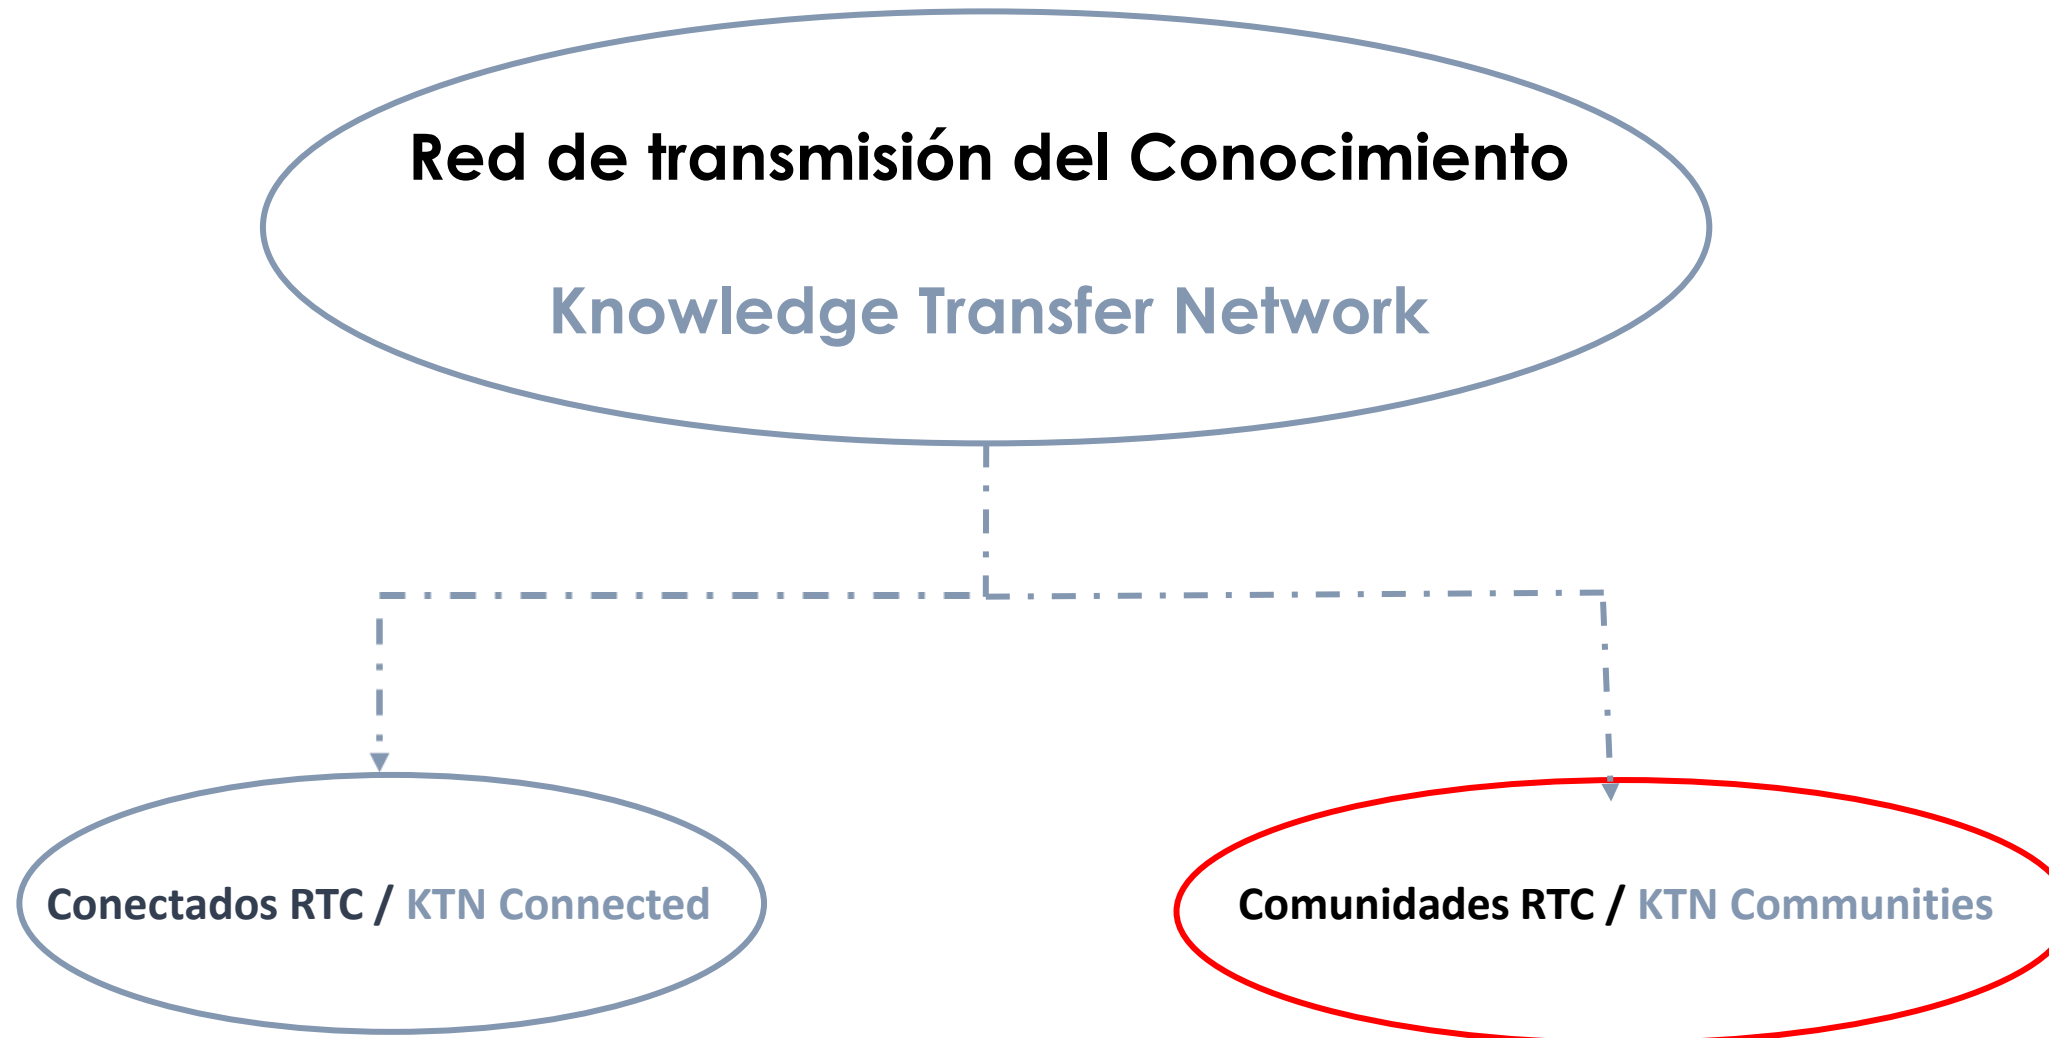 Red de transmisión del Conocimiento
Knowledge Transfer Network
Conectados RTC / KTN Connected
Comunidades RTC / KTN Communities